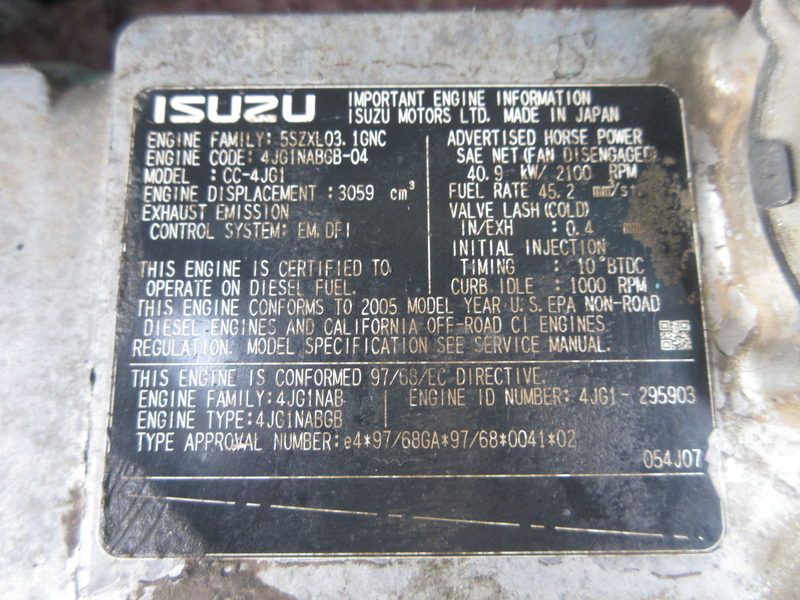 ISUZU
IMPORTANT ENGINE INFORMATION
ISUZU MOTORS LTD. MADE IN JAPAN
ENGINE FAMILY: 5SZXL03.1GNC
ENGINE CODE: 4JG1NABGB-04
MODEL : CC-4JG1
ENGINE DISPLACEMENT : 3059 cm³
EXHAUST EMISSION
CONTROL SYSTEM: EM, DFI
THIS ENGINE IS CERTIFIED TO
OPERATE ON DIESEL FUEL.
ADVERTISED HORSE POWER
SAE NET (FAN DISENGAGED)
40.9 kW/ 2100 RPM
FUEL RATE 45.2 mm³/st.
VALVE LASH (COLD)
IN/EXH : 0.4
INITIAL INJECTION
TIMING : 10° BTDC
CURB IDLE : 1000 RPM
THIS ENGINE CONFORMS TO 2005 MODEL YEAR U.S. EPA NON-ROAD
DIESEL ENGINES AND CALIFORNIA OFF-ROAD CI ENGINES
REGULATION. MODEL SPECIFICATION SEE SERVICE MANUAL.
THIS ENGINE IS CONFORMED 97/68/EC DIRECTIVE.
ENGINE FAMILY: 4JG1NAB
ENGINE ID NUMBER: 4JG1- 295903
ENGINE TYPE: 4JG1NABGB
TYPE APPROVAL NUMBER: e4*97/68GA*97/68*0041*02
054J07